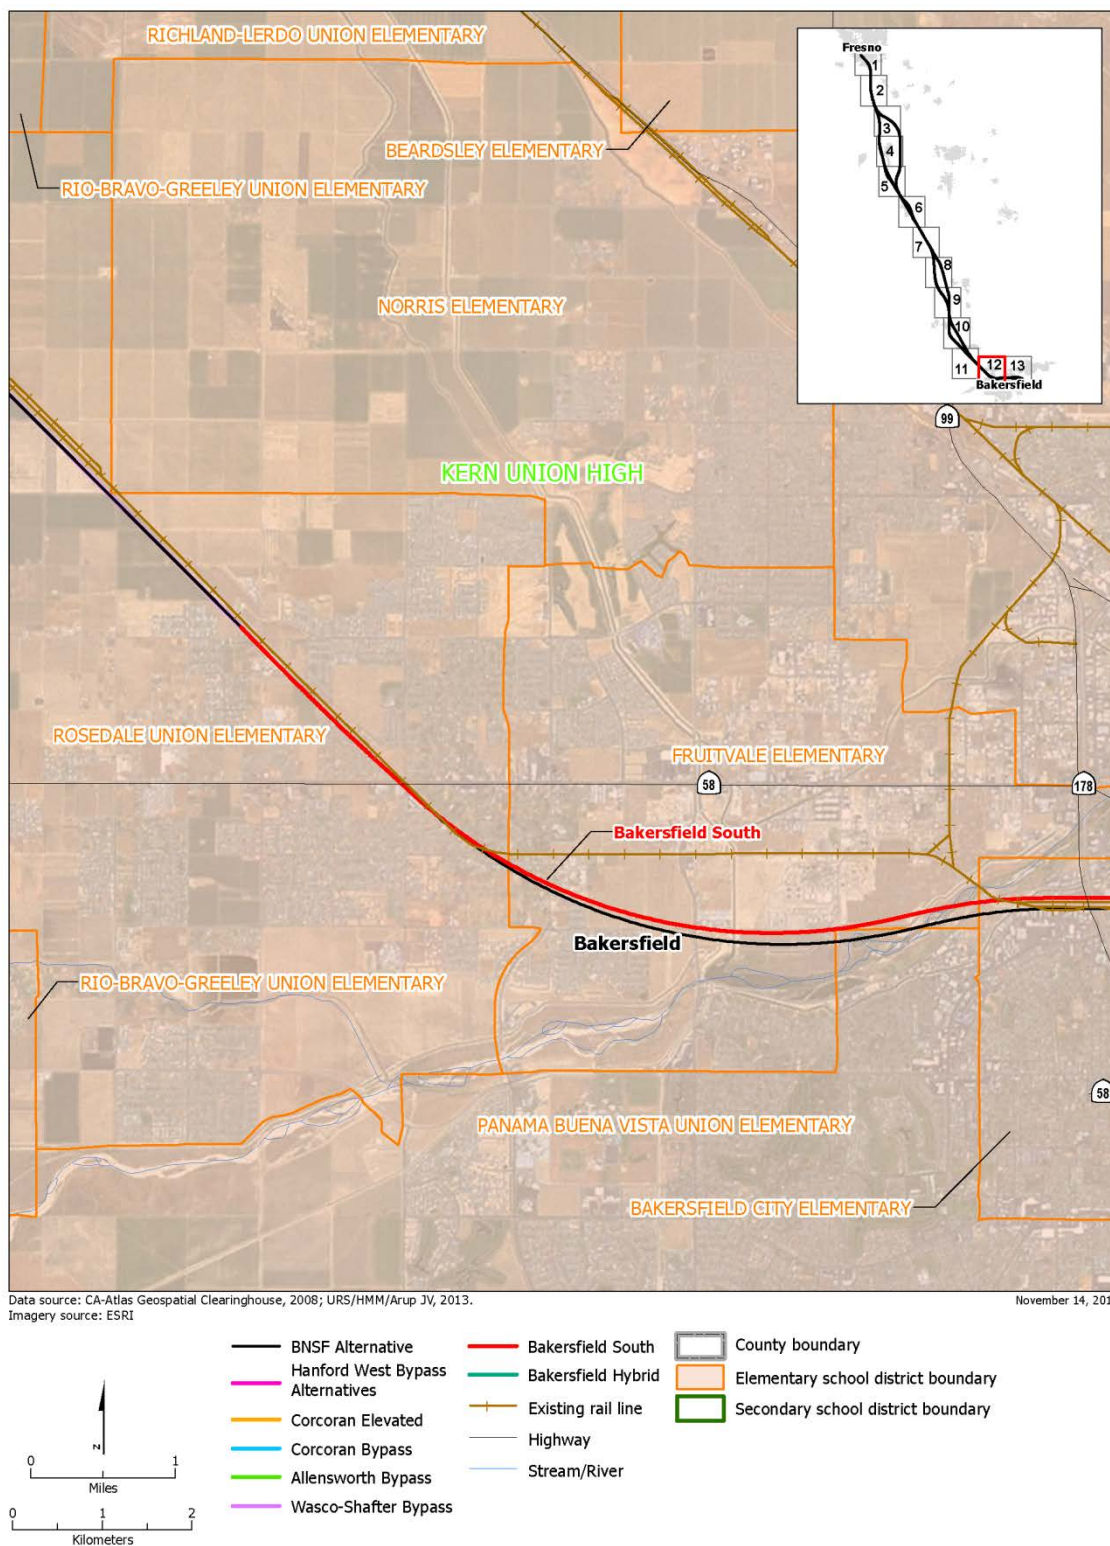 RICHLAND-LERDO UNION ELEMENTARY
BEARDSLEY ELEMENTARY
RIO-BRAVO-GREELEY UNION ELEMENTARY
NORRIS ELEMENTARY
Fresno
1
2
3
4
5
6
7
8
9
10
11
12
13
Bakersfield
99
KERN UNION HIGH
ROSEDALE UNION ELEMENTARY
FRUITVALE ELEMENTARY
58
178
Bakersfield South
Bakersfield
RIO-BRAVO-GREELEY UNION ELEMENTARY
58
PANAMA BUENA VISTA UNION ELEMENTARY
BAKERSFIELD CITY ELEMENTARY
Data source: CA-Atlas Geospatial Clearinghouse, 2008; URS/HMM/Arup JV, 2013.
November 14, 201
Imagery source: ESRI
BNSF Alternative
Hanford West Bypass
Alternatives
Corcoran Elevated
Corcoran Bypass
Allensworth Bypass
Wasco-Shafter Bypass
Bakersfield South
Bakersfield Hybrid
Existing rail line
Highway
Stream/River
County boundary
Elementary school district boundary
Secondary school district boundary
Z
0 1
Miles
0 1 2
Kilometers